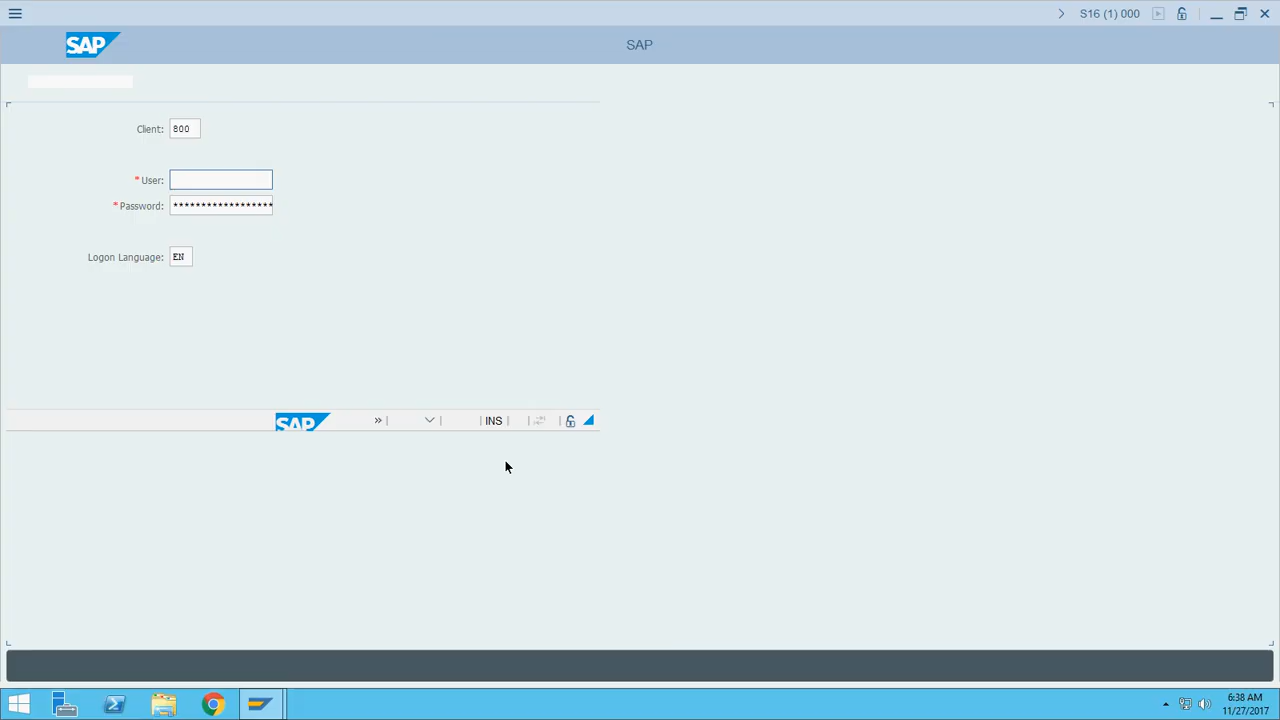 S16 (1) 000
SAP
SAP
Client: 800
* User:
* Password: ******************
Logon Language: EN
SAP
INS
6:38 AM
11/27/2017